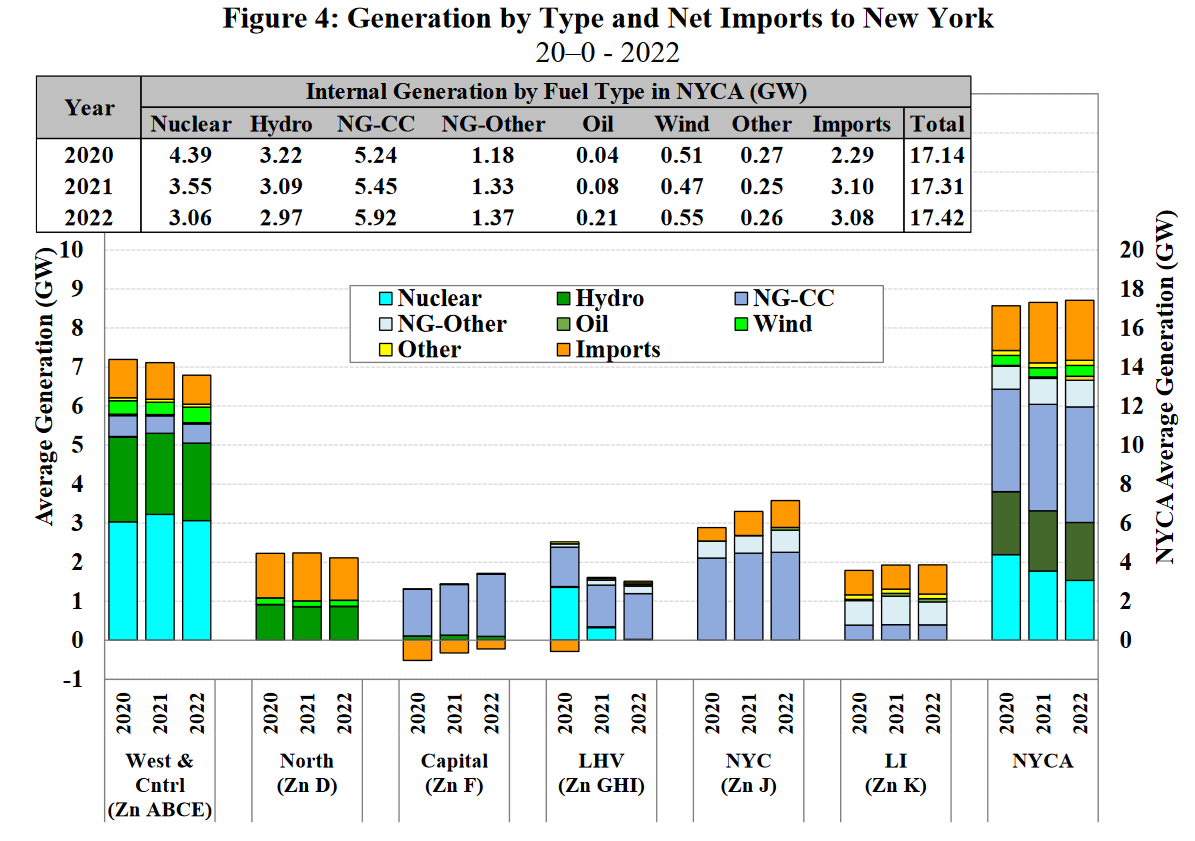 Figure 4: Generation by Type and Net Imports to New York
20–0 - 2022
Year
Internal Generation by Fuel Type in NYCA (GW)
Nuclear Hydro NG-CC NG-Other Oil Wind Other Imports Total
2020 4.39 3.22 5.24 1.18 0.04 0.51 0.27 2.29 17.14
2021 3.55 3.09 5.45 1.33 0.08 0.47 0.25 3.10 17.31
2022 3.06 2.97 5.92 1.37 0.21 0.55 0.26 3.08 17.42
Average Generation (GW)
10
9
8
7
6
5
4
3
2
1
0
-1
Nuclear Hydro NG-CC
NG-Other Oil Wind
Other Imports
20
18
16
14
12
10
8
6
4
2
0
NYCA Average Generation (GW)
2020 2021 2022 2020 2021 2022 2020 2021 2022 2020 2021 2022 2020 2021 2022 2020 2021 2022 2020 2021 2022
West &
Cntrl
(Zn ABCE)
North
(Zn D)
Capital
(Zn F)
LHV
(Zn GHI)
NYC
(Zn J)
LI
(Zn K)
NYCA